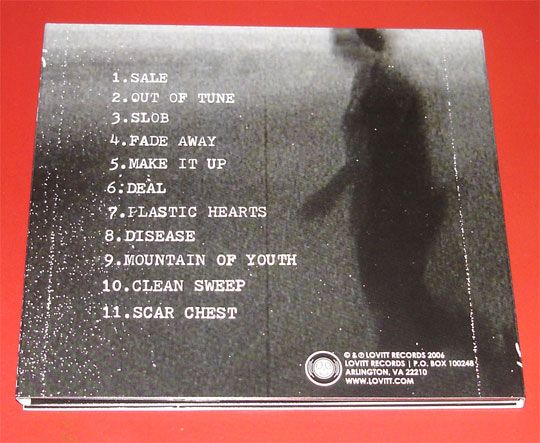 1.SALE
2.OUT OF TUNE
3.SLOB
4.FADE AWAY
5.MAKE IT UP
6.DEAL
7.PLASTIC HEARTS
8.DISEASE
9.MOUNTAIN OF YOUTH
10.CLEAN SWEEP
11.SCAR CHEST
© & ℗ LOVITT RECORDS 2006
LOVITT RECORDS | P.O. BOX 100248
ARLINGTON, VA 22210
WWW.LOVITT.COM